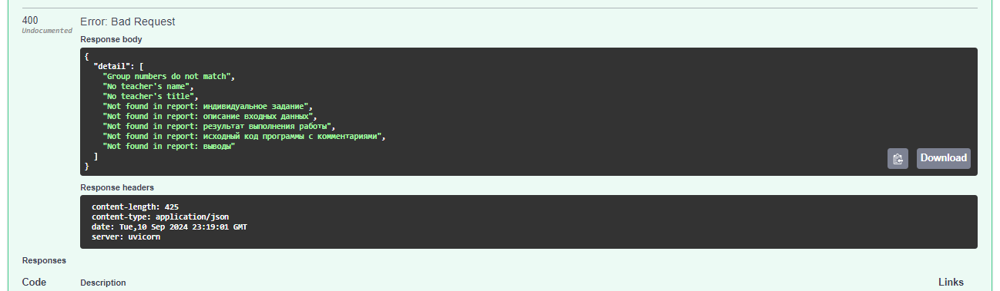 400
Undocumented
Error: Bad Request
Response body
{
"detail": [
"Group numbers do not match",
"No teacher's name",
"No teacher's title",
"Not found in report: индивидуальное задание",
"Not found in report: описание входных данных",
"Not found in report: результат выполнения работы",
"Not found in report: исходный код программы с комментариями",
"Not found in report: выводы"
]
}
Download
Response headers
content-length: 425
content-type: application/json
date: Tue,10 Sep 2024 23:19:01 GMT
server: uvicorn
Responses
Code Description Links